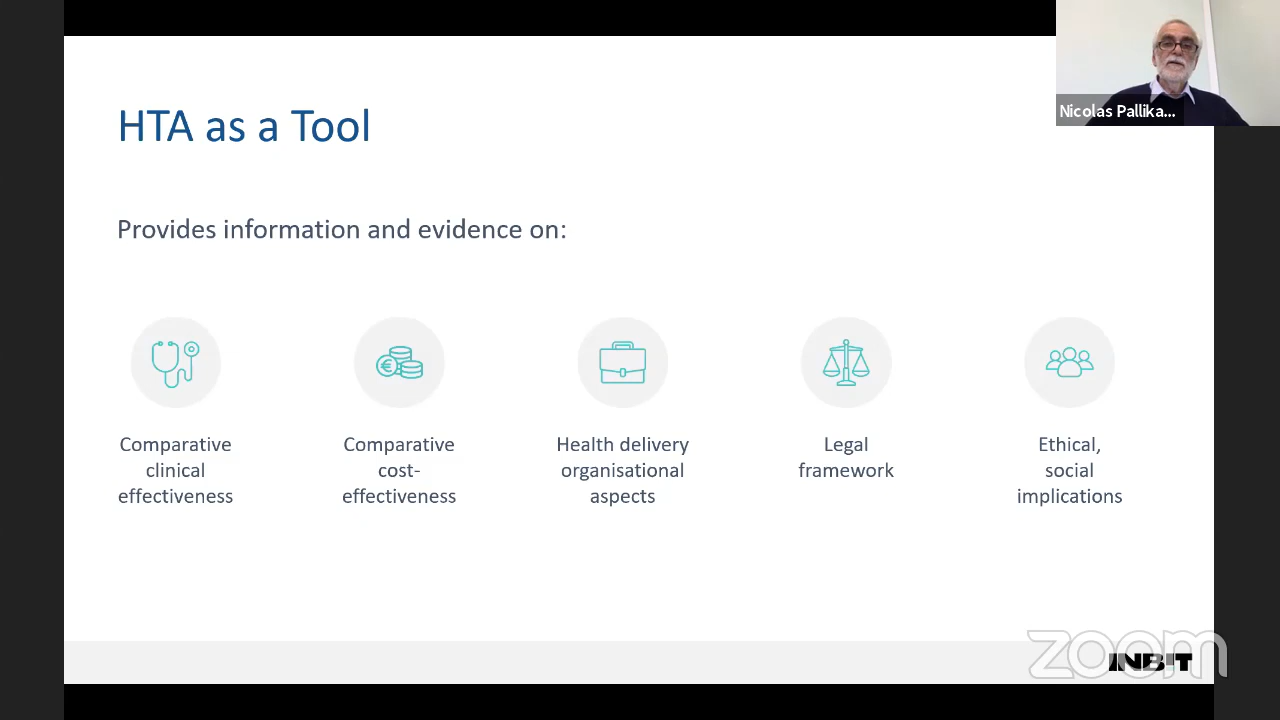 HTA as a Tool
Nicolas Pallika...
Provides information and evidence on:
Comparative
clinical
effectiveness
Comparative
cost-
effectiveness
Health delivery
organisational
aspects
Legal
framework
Ethical,
social
implications
zoom
INB!T